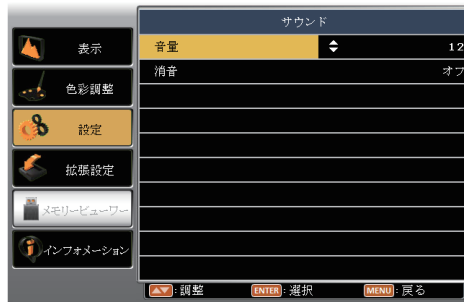 サウンド
表示
色彩調整
設定
拡張設定
メモリービューワー
インフォメーション
音量 12
消音 オフ
:調整 ENTER:選択 MENU:戻る